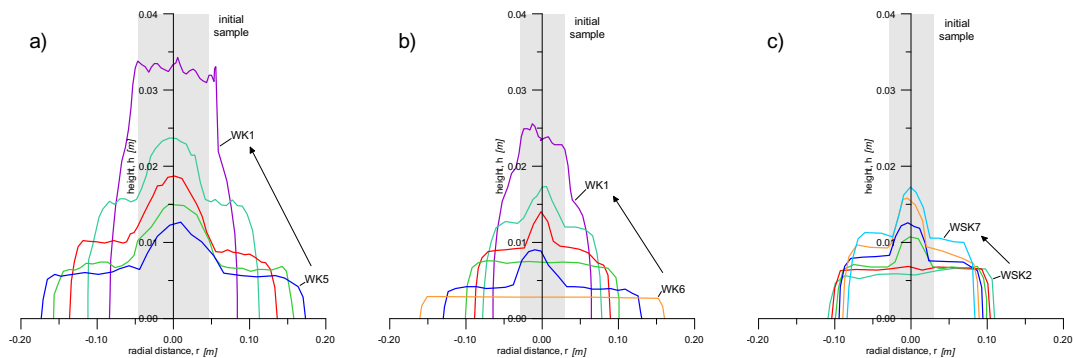 a)
initial
sample
0.04
0.03
0.02
0.01
0.00
height, h [m]
WK1
WK5
-0.20
-0.10
0.00
0.10
0.20
radial distance, r [m]
b)
initial
sample
0.04
0.03
0.02
0.01
0.00
height, h [m]
WK1
WK6
-0.20
-0.10
0.00
0.10
0.20
radial distance, r [m]
c)
initial
sample
0.04
0.03
0.02
0.01
0.00
height, h [m]
WSK7
WSK2
-0.20
-0.10
0.00
0.10
0.20
radial distance, r [m]